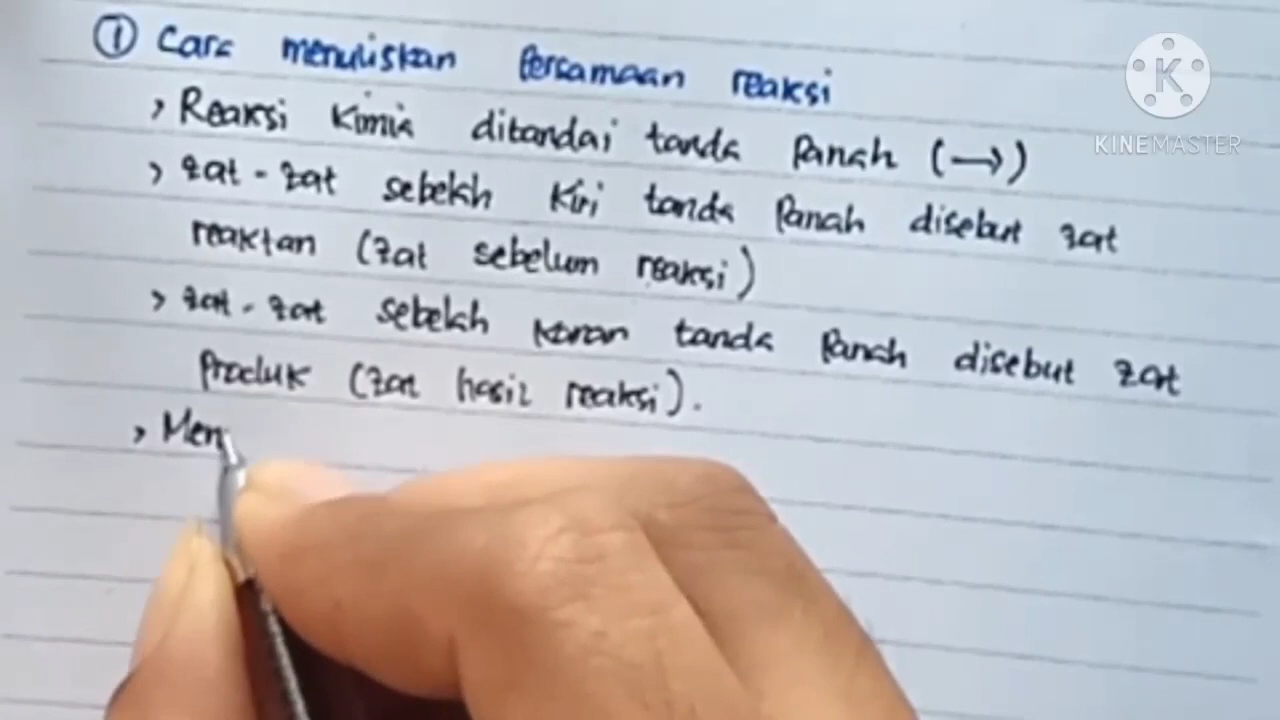 ① Cara menuliskan Persamaan reaksi
> Reaksi Kimia ditandai tanda Panah (→)
> zat - zat sebelah Kiri tanda Panah disebut zat
reaktan (zat sebelum reaksi)
> zat - zat sebelah Kanan tanda Panah disebut zat
Produk (zat hasil reaksi).
> Men
K
KINEMASTER